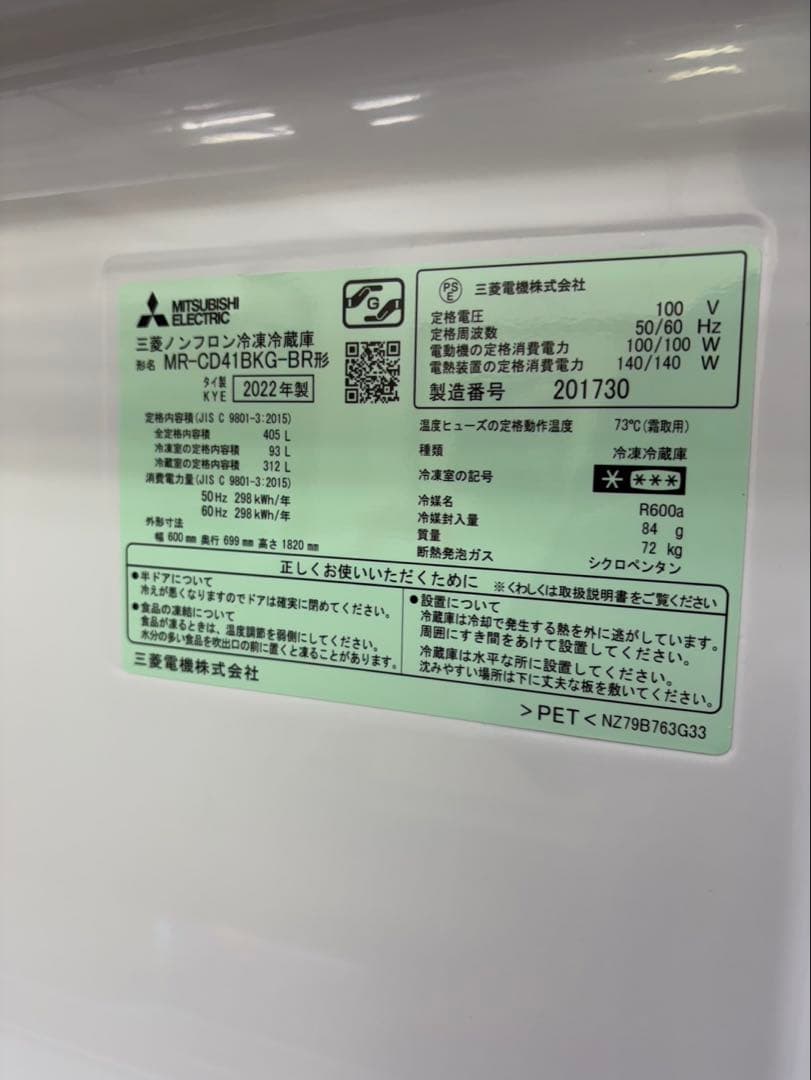 MITSUBISHI
ELECTRIC
G
三菱ノンフロン冷凍冷蔵庫
形名 MR-CD41BKG-BR形
タイ製
KYE 2022年製
PSE 三菱電機株式会社
定格電圧 100 V
定格周波数 50/60 Hz
電動機の定格消費電力 100/100 W
電熱装置の定格消費電力 140/140 W
製造番号 201730
定格内容積(JIS C 9801-3:2015)
全定格内容積 405 L
冷凍室の定格内容積 93 L
冷蔵室の定格内容積 312 L
消費電力量(JIS C 9801-3:2015)
50Hz 298kWh/年
60Hz 298kWh/年
外形寸法
幅 600mm 奥行 699mm 高さ 1820mm
温度ヒューズの定格動作温度 73℃(霜取用)
種類 冷凍冷蔵庫
冷凍室の記号
冷媒名 R600a
冷媒封入量 84 g
質量 72 kg
断熱発泡ガス シクロペンタン
正しくお使いいただくために ※くわしくは取扱説明書をご覧ください
●半ドアについて
冷えが悪くなりますのでドアは確実に閉めてください。
●食品の凍結について
食品が凍るときは、温度調節を弱側にしてください。
水分の多い食品を吹出口の前に置くと凍ることがあります。
●設置について
冷蔵庫は冷却で発生する熱を外に逃がしています。
周囲にすき間をあけて設置してください。
冷蔵庫は水平な所に設置してください。
沈みやすい場所は下に丈夫な板を敷いてください。
三菱電機株式会社
>PET< NZ79B763G33